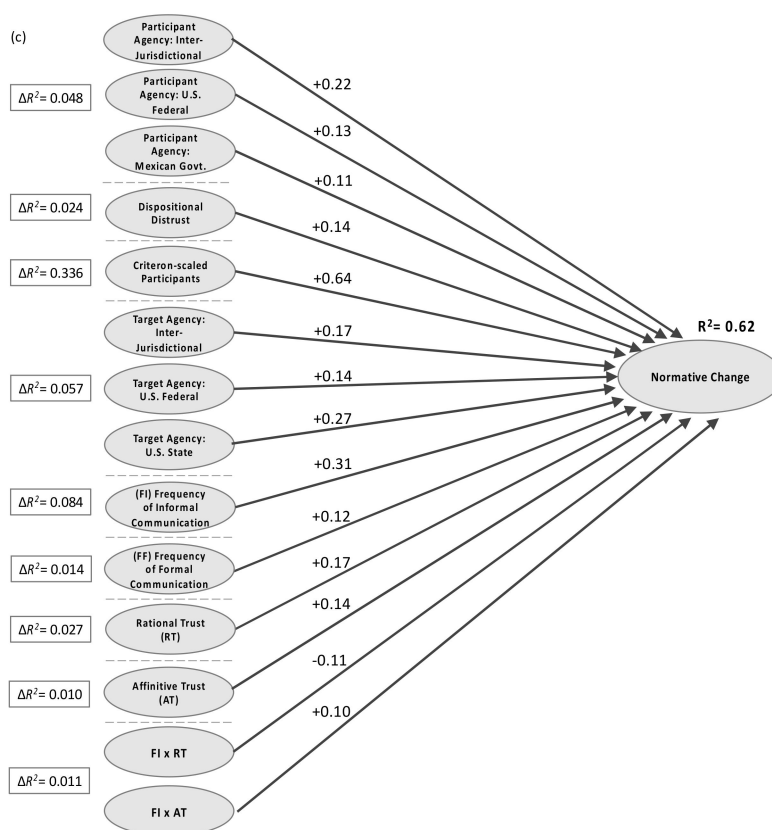 (c)
Participant
Agency: Inter-
Jurisdictional
+0.22
Participant
Agency: U.S.
Federal
ΔR²= 0.048
+0.13
Participant
Agency:
Mexican Govt.
+0.11
ΔR²= 0.024
Dispositional
Distrust
+0.14
ΔR²= 0.336
Criteron-scaled
Participants
+0.64
Target Agency:
Inter-
Jurisdictional
+0.17
R²= 0.62
Normative Change
ΔR²= 0.057
Target Agency:
U.S. Federal
+0.14
Target Agency:
U.S. State
+0.27
ΔR²= 0.084
(FI) Frequency
of Informal
Communication
+0.31
ΔR²= 0.014
(FF) Frequency
of Formal
Communication
+0.12
ΔR²= 0.027
Rational Trust
(RT)
+0.17
+0.14
ΔR²= 0.010
Affinitive Trust
(AT)
-0.11
+0.10
FI x RT
ΔR²= 0.011
FI x AT